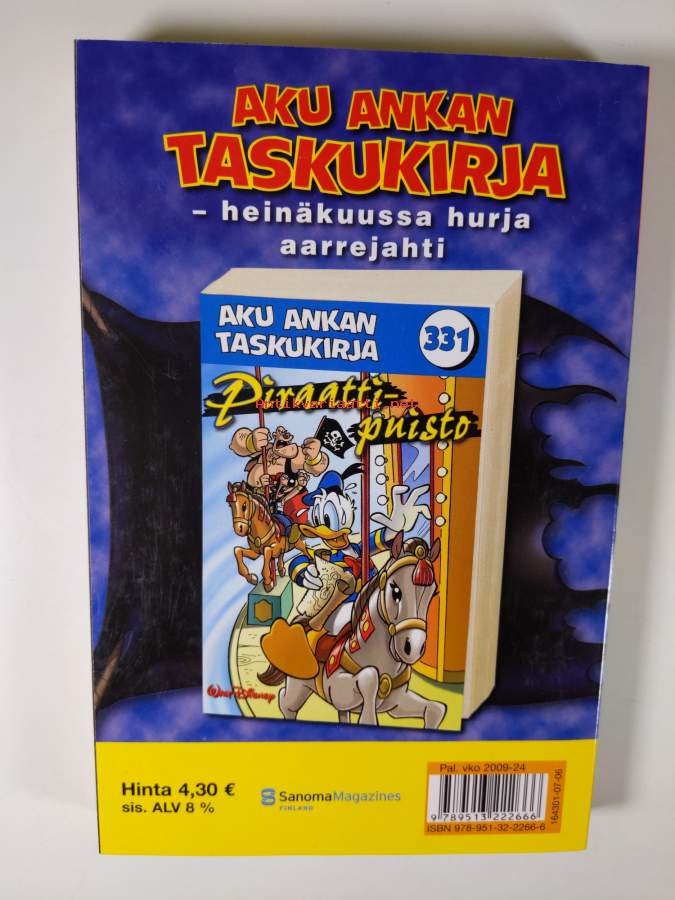 AKU ANKAN
TASKUKIRJA
– heinäkuussa hurja
aarrejahti
AKU ANKAN
TASKUKIRJA
331
Piraatti-
puisto
Antikvariaatti.net
WALT DISNEY
Hinta 4,30 €
sis. ALV 8 %
SanomaMagazines
FINLAND
Pal. vko 2009-24
9 789513 222666
ISBN 978-951-32-2266-6
164301-07-06